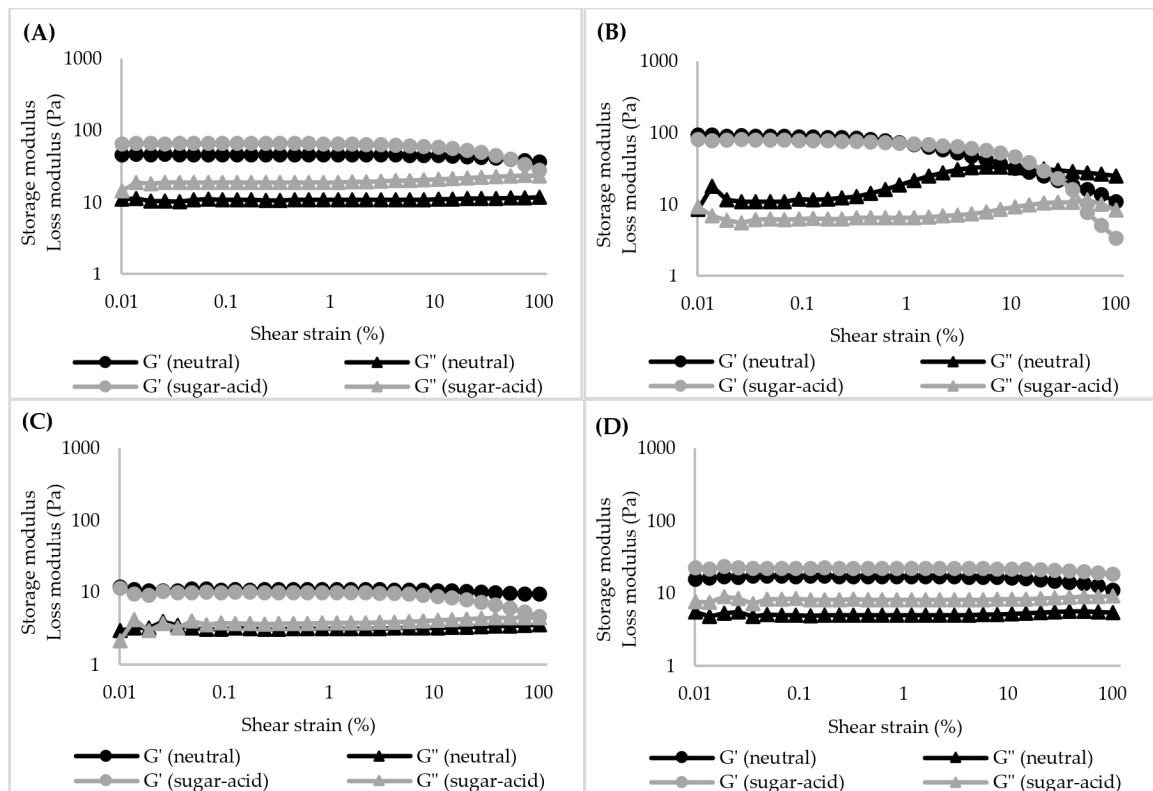 (A)
1000
100
10
1
Storage modulus
Loss modulus (Pa)
0.01 0.1 1 10 100
Shear strain (%)
G' (neutral) G'' (neutral)
G' (sugar-acid) G'' (sugar-acid)
(B)
1000
100
10
1
Storage modulus
Loss modulus (Pa)
0.01 0.1 1 10 100
Shear strain (%)
G' (neutral) G'' (neutral)
G' (sugar-acid) G'' (sugar-acid)
(C)
1000
100
10
1
Storage modulus
Loss modulus (Pa)
0.01 0.1 1 10 100
Shear strain (%)
G' (neutral) G'' (neutral)
G' (sugar-acid) G'' (sugar-acid)
(D)
1000
100
10
1
Storage modulus
Loss modulus (Pa)
0.01 0.1 1 10 100
Shear strain (%)
G' (neutral) G'' (neutral)
G' (sugar-acid) G'' (sugar-acid)